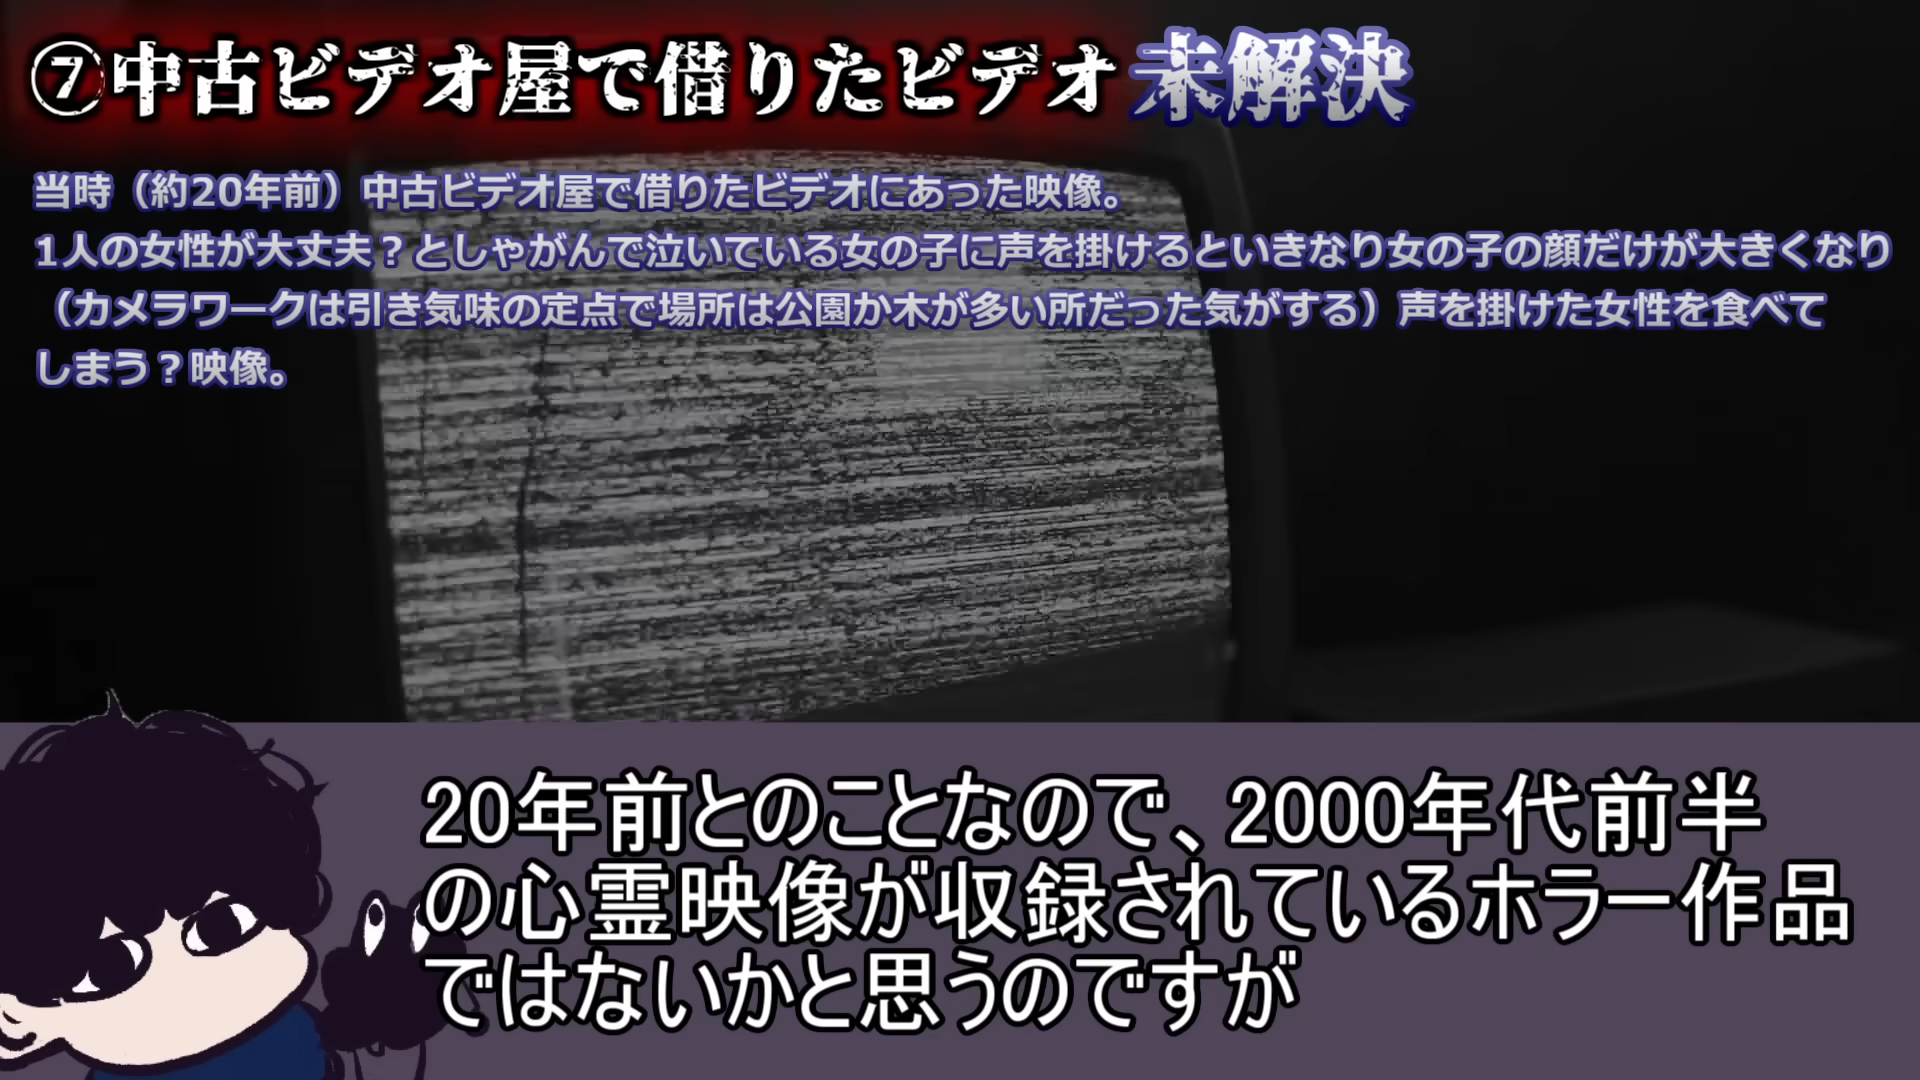 ⑦中古ビデオ屋で借りたビデオ 未解決
当時（約20年前）中古ビデオ屋で借りたビデオにあった映像。
1人の女性が大丈夫？としゃがんで泣いている女の子に声を掛けるといきなり女の子の顔だけが大きくなり
（カメラワークは引き気味の定点で場所は公園か木が多い所だった気がする）声を掛けた女性を食べて
しまう？映像。
20年前とのことなので、2000年代前半
の心霊映像が収録されているホラー作品
ではないかと思うのですが